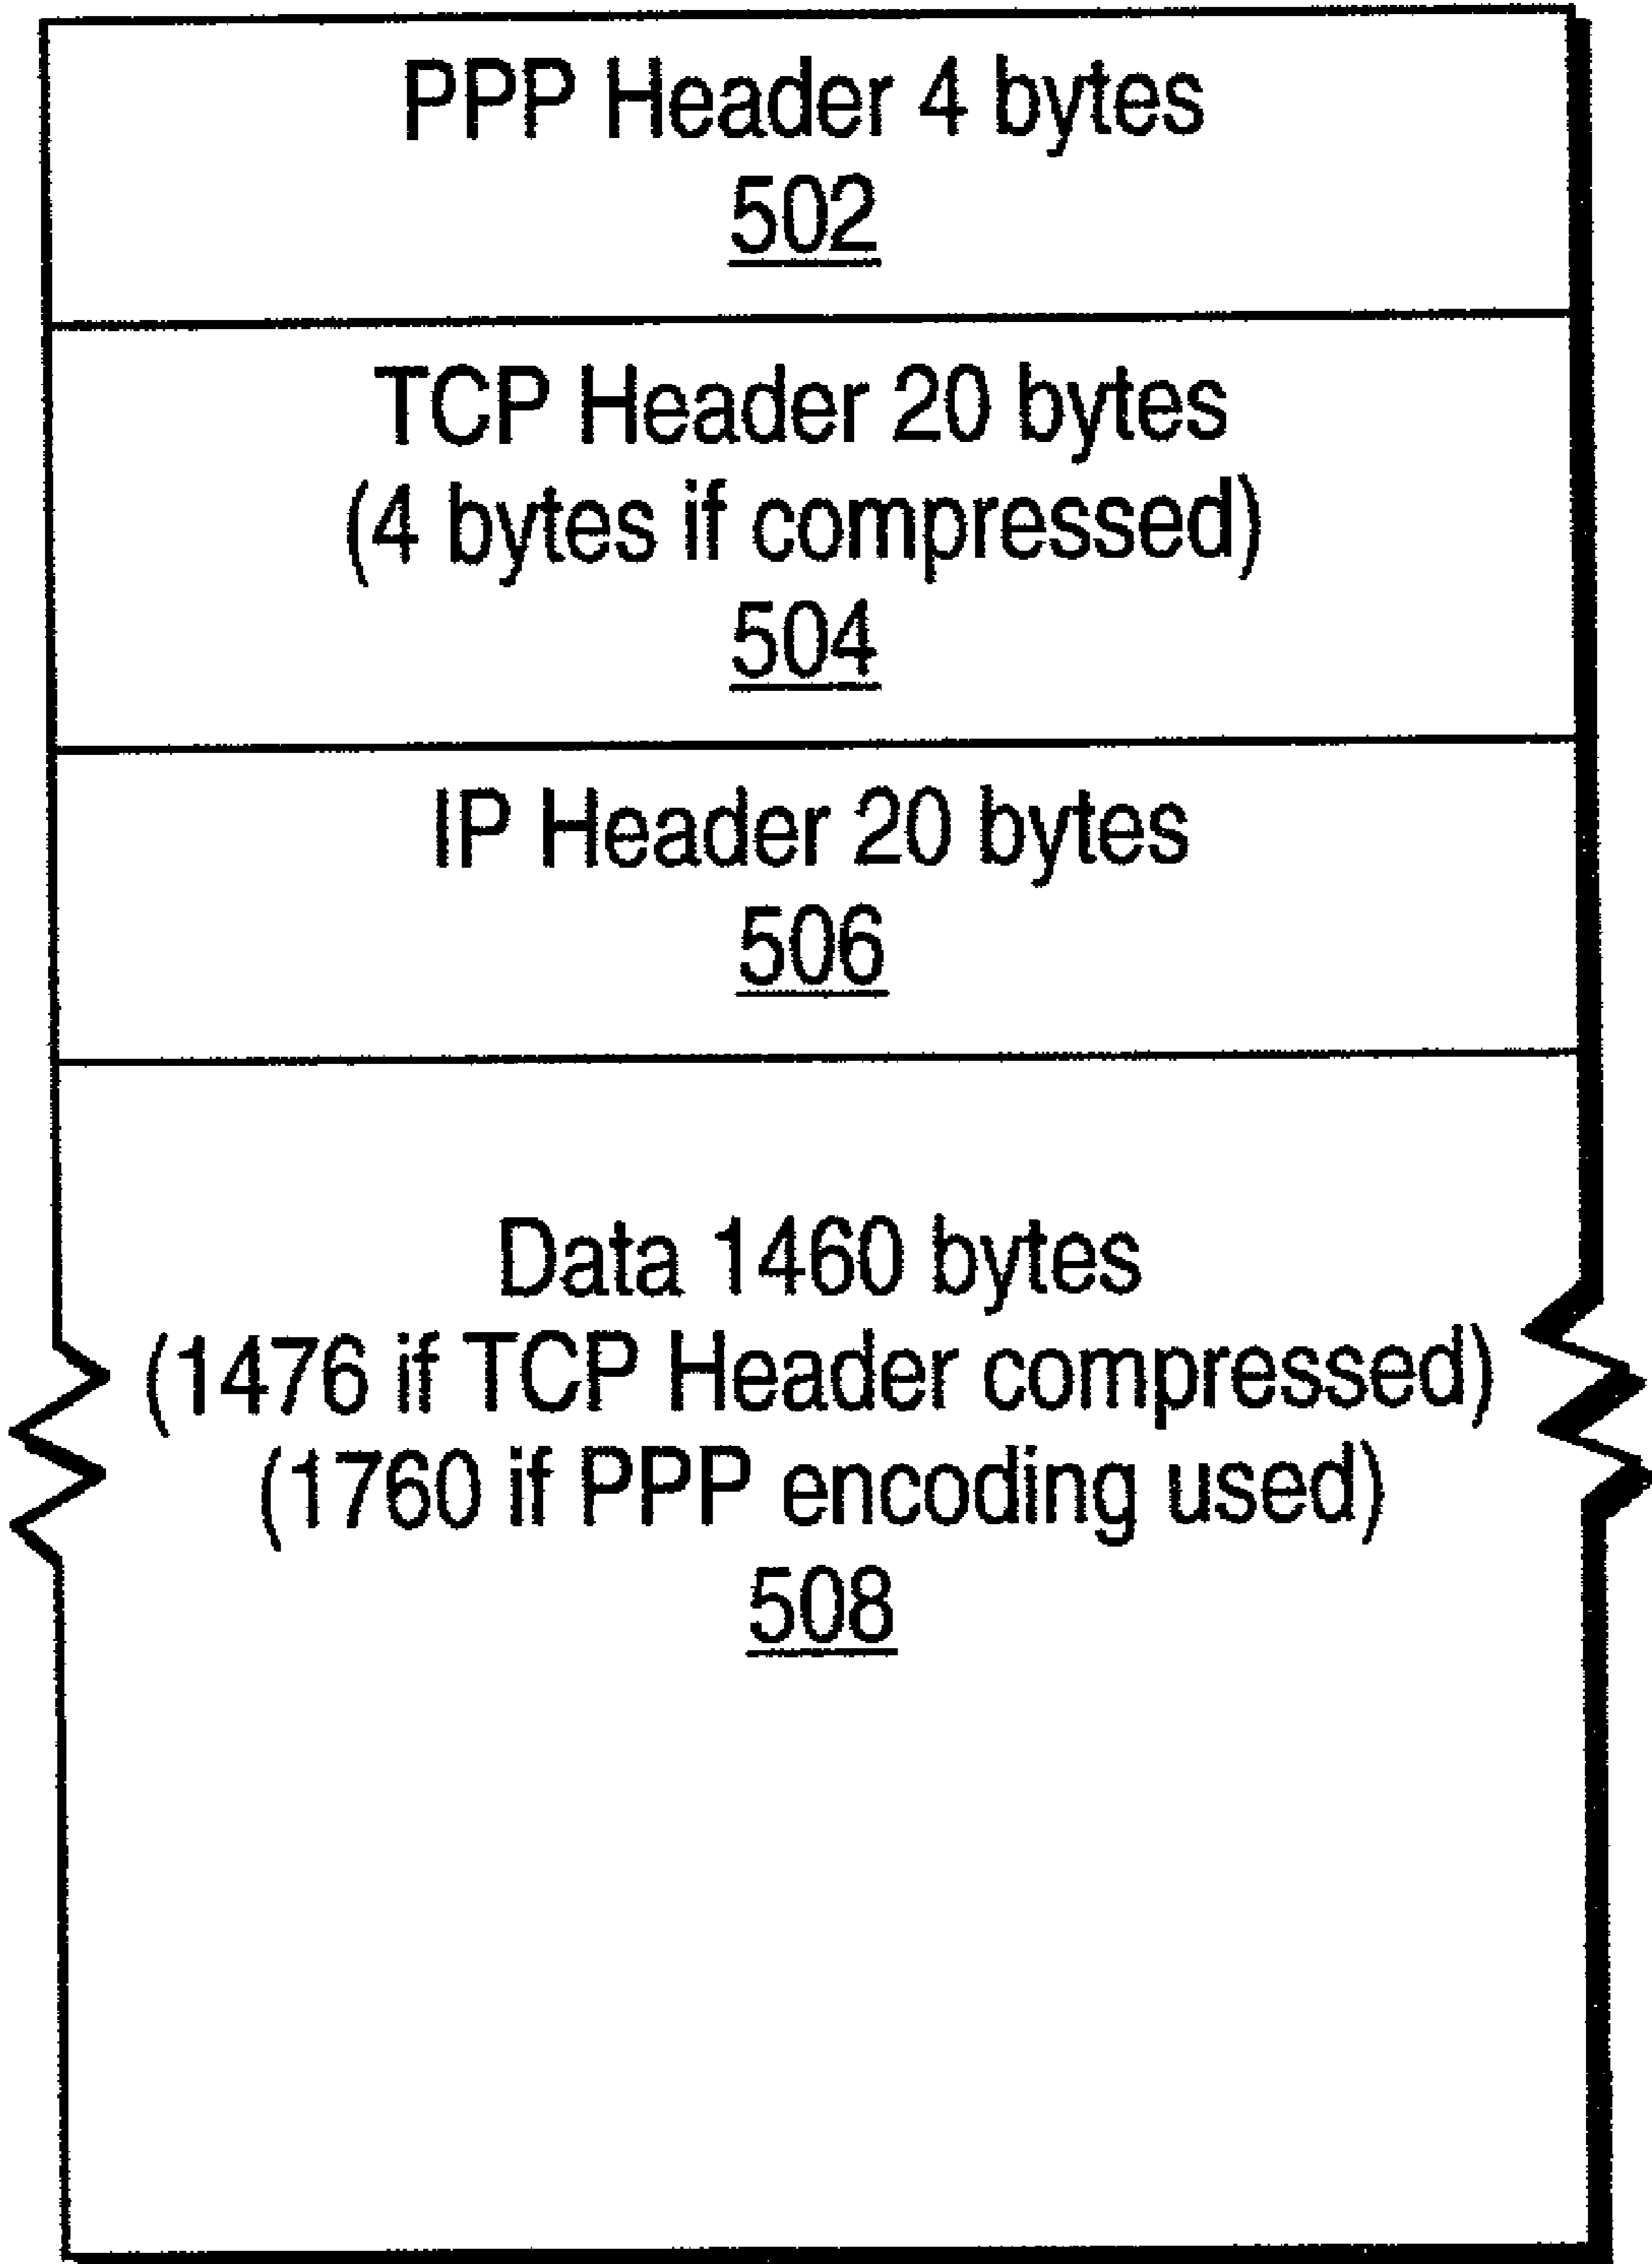 PPP Header 4 bytes
502
TCP Header 20 bytes
(4 bytes if compressed)
504
IP Header 20 bytes
506
Data 1460 bytes
(1476 if TCP Header compressed)
(1760 if PPP encoding used)
508